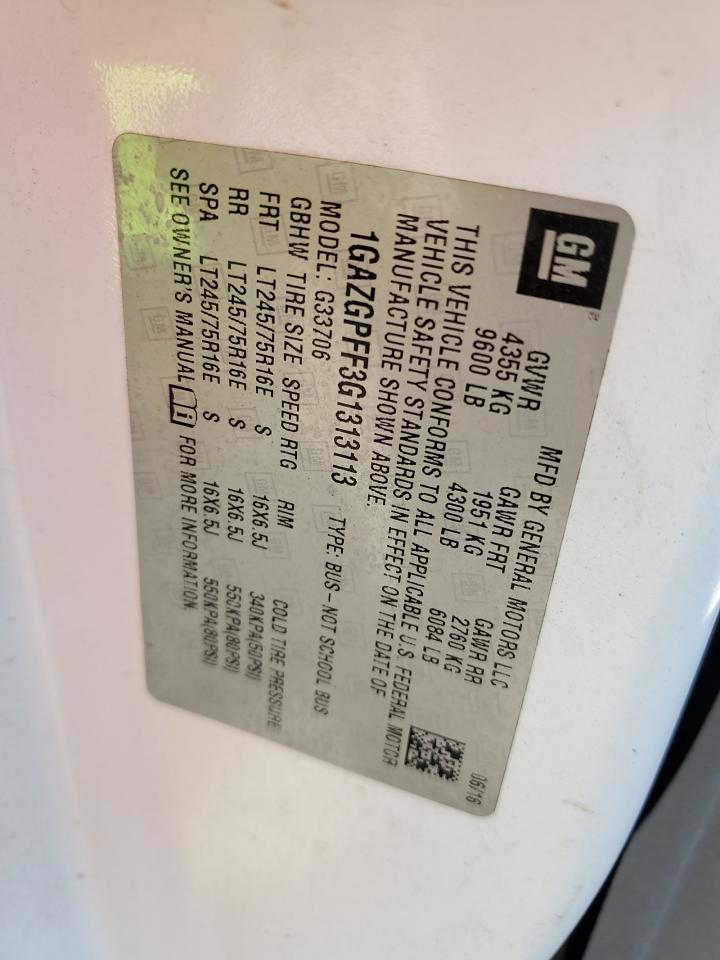 GM
MFD BY GENERAL MOTORS LLC 06/16
GVWR GAWR FRT GAWR RR
4355 KG 1951 KG 2760 KG
9600 LB 4300 LB 6084 LB
THIS VEHICLE CONFORMS TO ALL APPLICABLE U.S. FEDERAL MOTOR
VEHICLE SAFETY STANDARDS IN EFFECT ON THE DATE OF
MANUFACTURE SHOWN ABOVE.
1GAZGPFF3G1313113 TYPE: BUS–NOT SCHOOL BUS
MODEL: G33706
GBHW TIRE SIZE SPEED RTG RIM COLD TIRE PRESSURE
FRT LT245/75R16E S 16X6.5J 340KPA(50PSI)
RR LT245/75R16E S 16X6.5J 550KPA(80PSI)
SPA LT245/75R16E S 16X6.5J 550KPA(80PSI)
SEE OWNER'S MANUAL i FOR MORE INFORMATION.